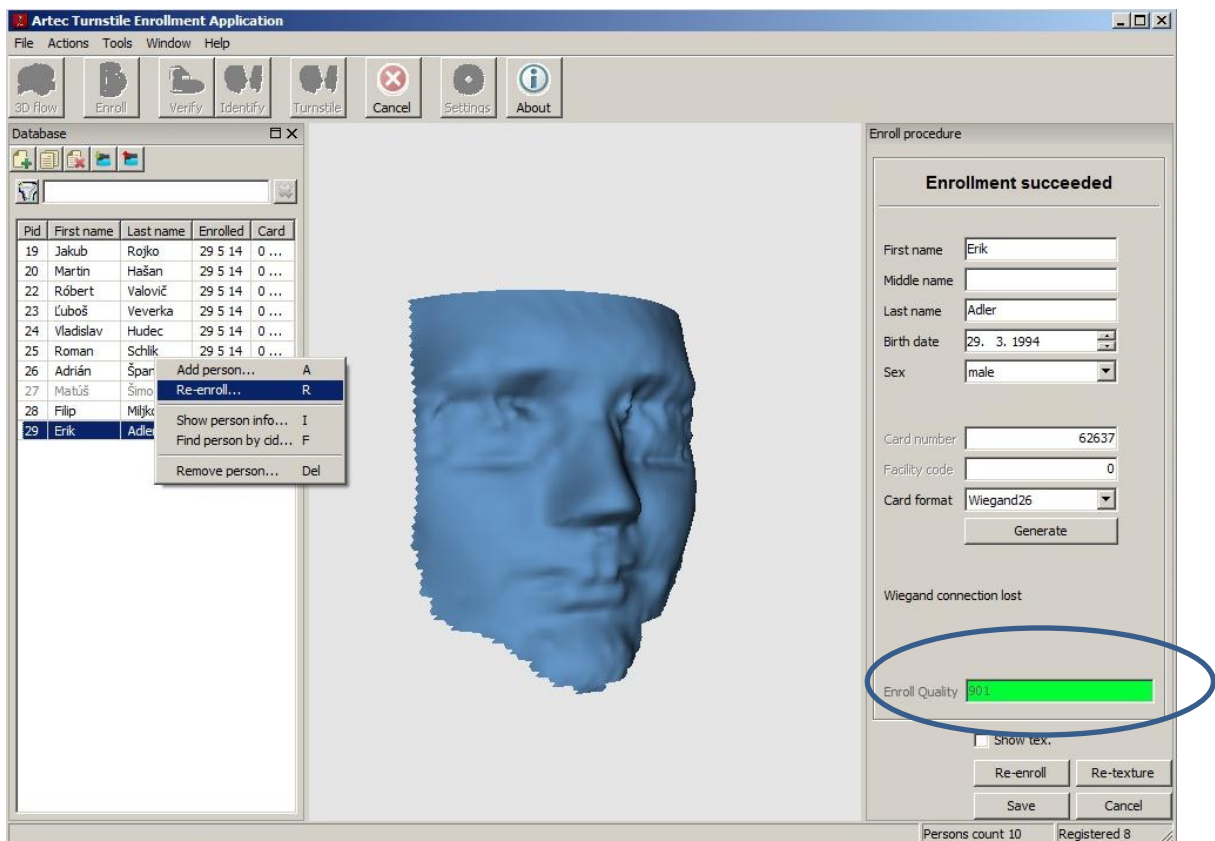 Artec Turnstile Enrollment Application
File Actions Tools Window Help
3D flow Enroll Verify Identify Turnstile Cancel Settings About
Database
Pid First name Last name Enrolled Card
19 Jakub Rojko 29 5 14 0 ...
20 Martin Hašan 29 5 14 0 ...
22 Róbert Valovič 29 5 14 0 ...
23 Ľuboš Veverka 29 5 14 0 ...
24 Vladislav Hudec 29 5 14 0 ...
25 Roman Schlik 29 5 14 0 ...
26 Adrián Špan
27 Matúš Šimo
28 Filip Miljko
29 Erik Adler
Add person... A
Re-enroll... R
Show person info... I
Find person by cid... F
Remove person... Del
Enroll procedure
Enrollment succeeded
First name Erik
Middle name
Last name Adler
Birth date 29. 3. 1994
Sex male
Card number 62637
Facility code 0
Card format Wiegand26
Generate
Wiegand connection lost
Enroll Quality 901
Show tex.
Re-enroll Re-texture
Save Cancel
Persons count 10 Registered 8